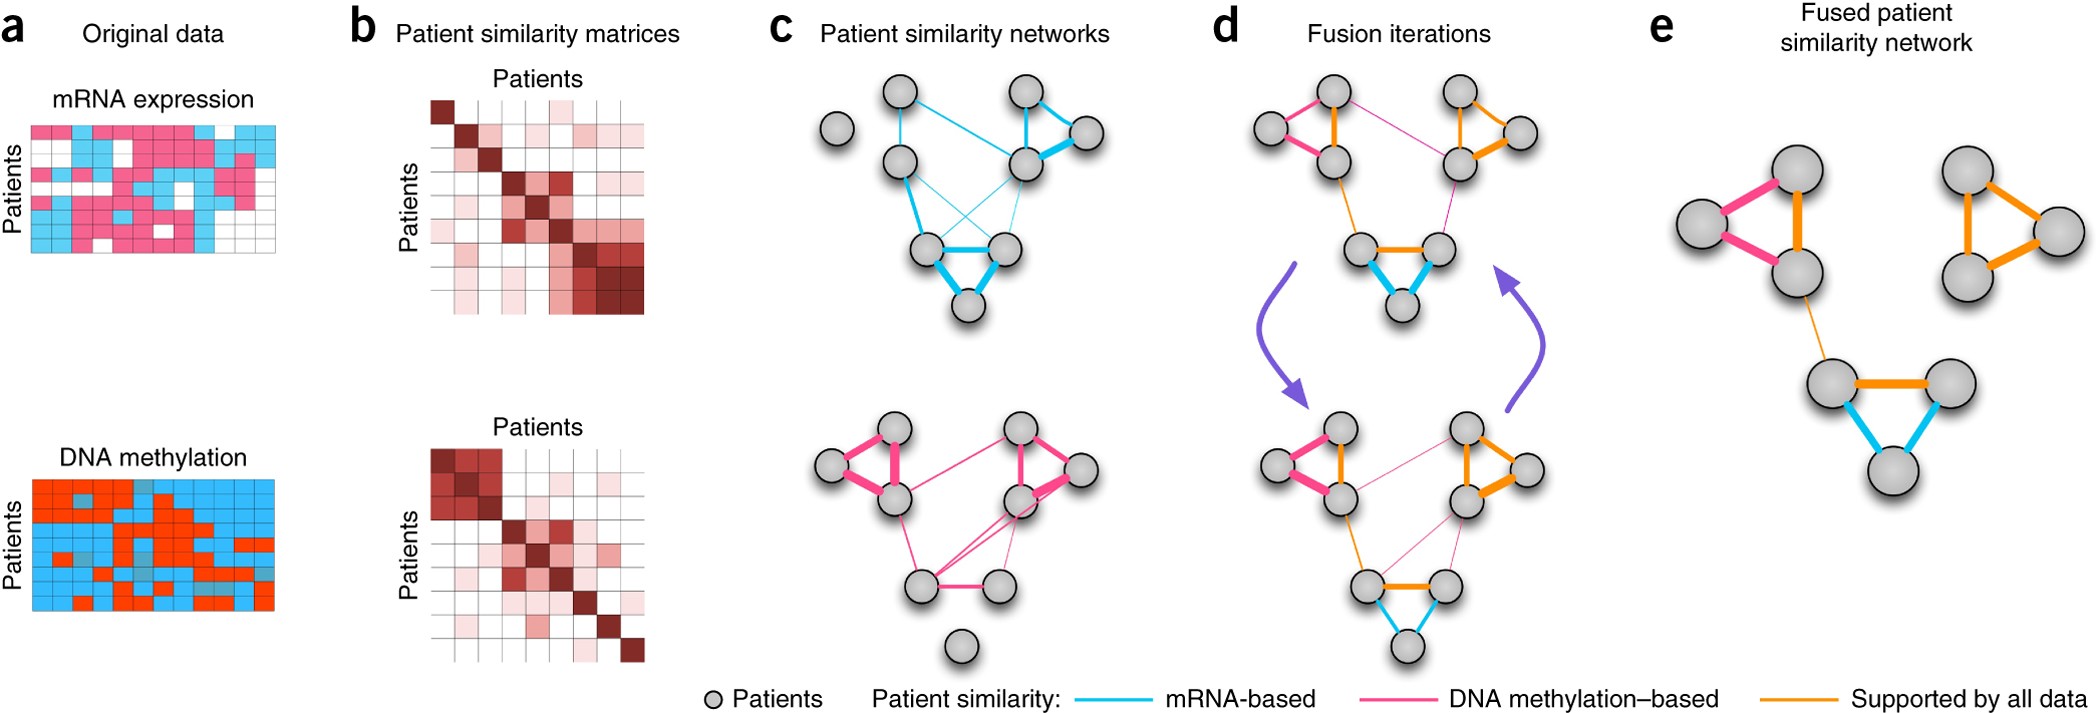 a Original data
mRNA expression
Patients
DNA methylation
Patients
b Patient similarity matrices
Patients
Patients
Patients
Patients
c Patient similarity networks
d Fusion iterations
e Fused patient
similarity network
Patients Patient similarity: mRNA-based DNA methylation–based Supported by all data